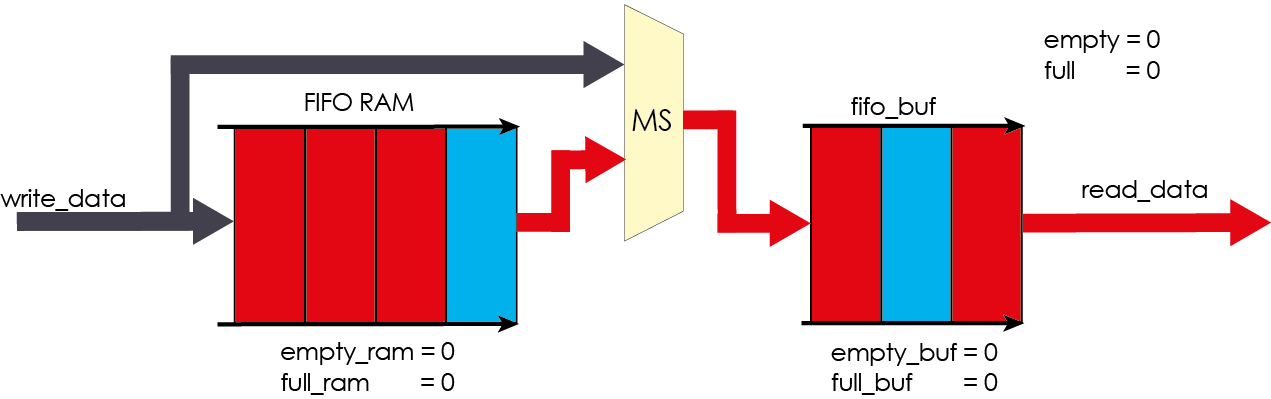 empty = 0
full = 0
FIFO RAM
fifo_buf
MS
write_data
read_data
empty_ram = 0
full_ram = 0
empty_buf = 0
full_buf = 0